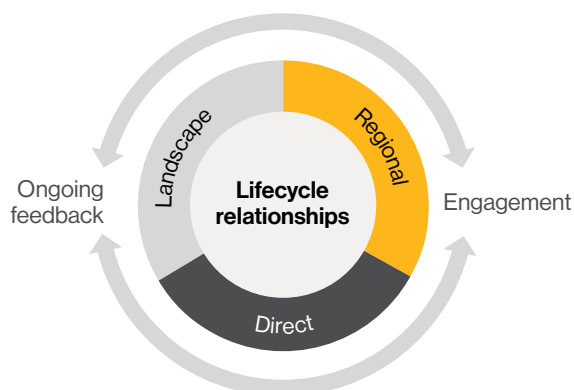 Landscape
Regional
Ongoing
feedback
Lifecycle
relationships
Engagement
Direct